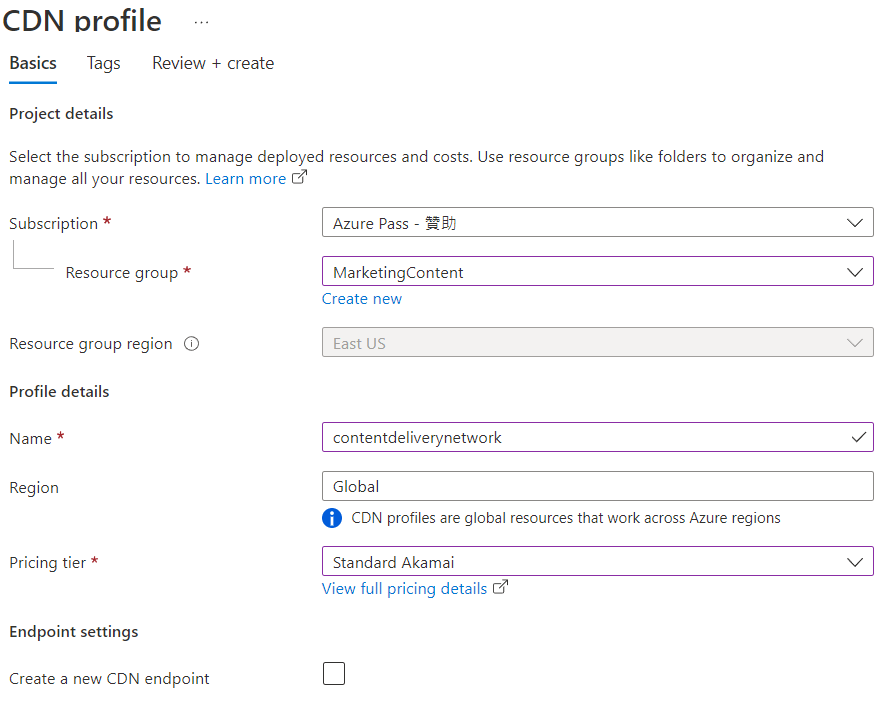 CDN profile ...
Basics Tags Review + create
Project details
Select the subscription to manage deployed resources and costs. Use resource groups like folders to organize and
manage all your resources. Learn more
Subscription * Azure Pass - 贊助
Resource group * MarketingContent
Create new
Resource group region East US
Profile details
Name * contentdeliverynetwork
Region Global
CDN profiles are global resources that work across Azure regions
Pricing tier * Standard Akamai
View full pricing details
Endpoint settings
Create a new CDN endpoint